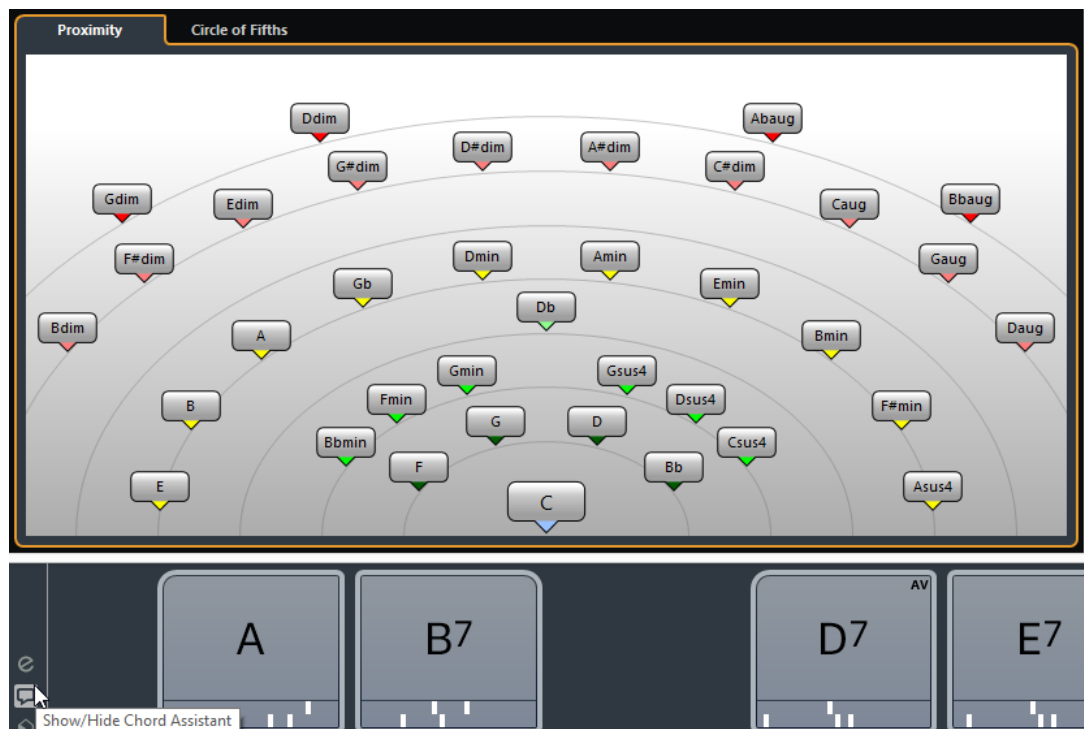 Proximity Circle of Fifths
Ddim Abaug
D#dim A#dim
G#dim C#dim
Gdim Edim Caug Bbaug
F#dim Dmin Amin Gaug
Gb Emin
Db
Bdim A Bmin Daug
Gmin Gsus4
Fmin Dsus4
B G D F#min
Bbmin Csus4
F Bb
E Asus4
C
AV
A B7 D7 E7
e
Show/Hide Chord Assistant